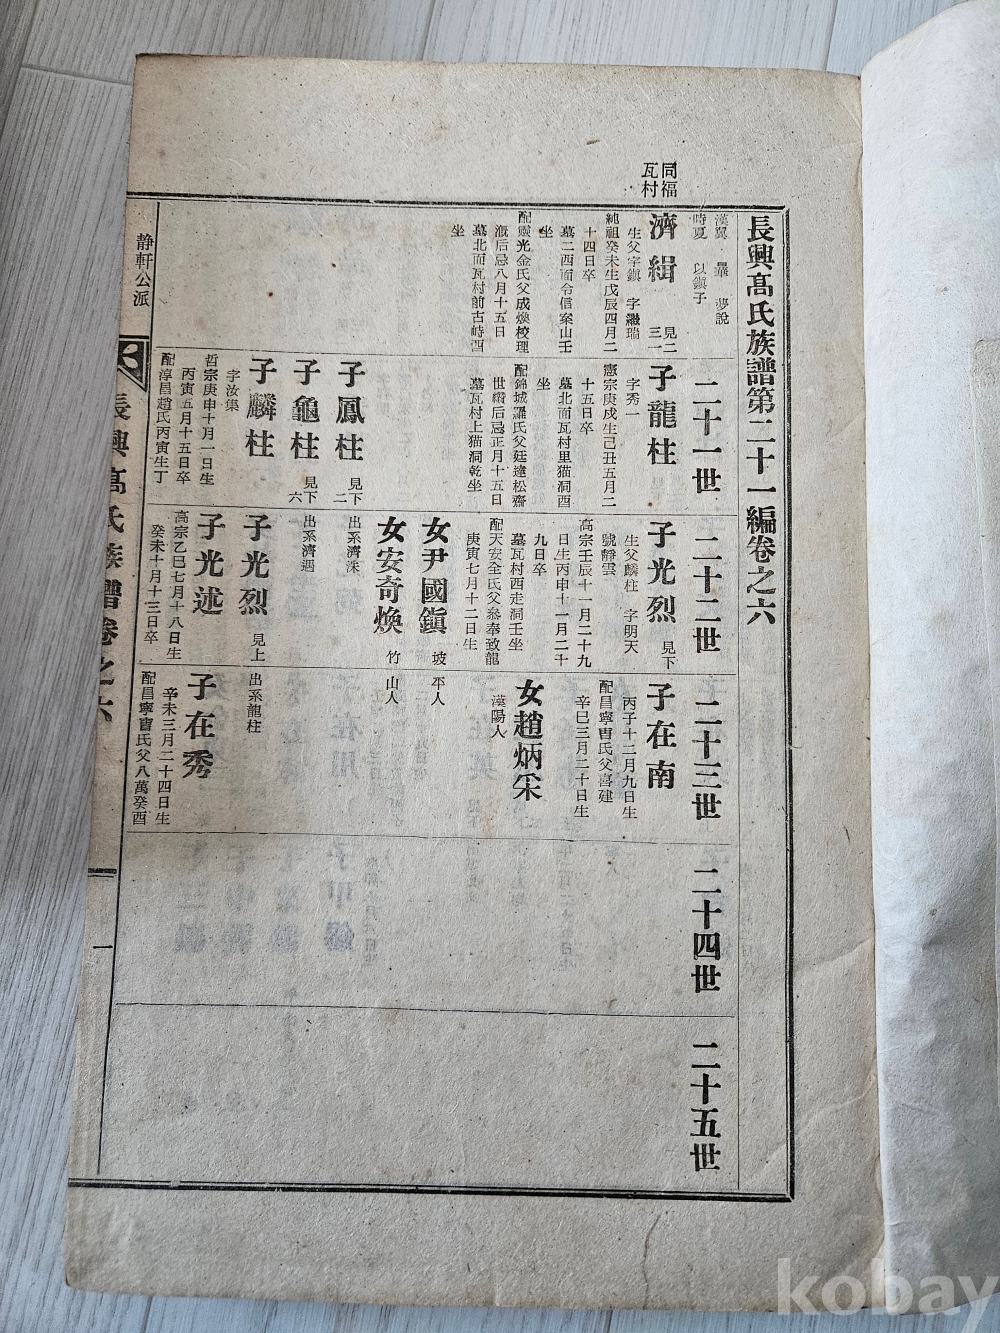 長興高氏族譜第二十一編卷之六
同福
瓦村
漢翼 畢 夢說
時夏 以鎭子
濟緝 見二
三一
生父字鎭 字繼瑞
純祖癸未生戊辰四月二
十四日卒
墓二西面令信案山壬
坐
配靈光金氏父成煥校理
溉后忌八月十五日
墓北面瓦村前古峙酉
坐
二十一世
子龍柱
字秀一
憲宗庚戌生己丑五月二
十五日卒
墓北面瓦村里猫洞酉
坐
配錦城羅氏父廷達松齋
世纘后忌正月十五日
墓瓦村上猫洞乾坐
子鳳柱 見下
二
子龜柱 見下
六
子麟柱
字汝集
哲宗庚申十月一日生
丙寅五月十五日卒
配淳昌趙氏丙寅生丁
二十二世
子光烈 見下
生父麟柱 字明天
號靜雲
高宗壬辰十一月二十九
日生丙申十一月二十
九日卒
墓瓦村西走洞壬坐
配天安全氏父參奉致龍
庚寅七月十二日生
女尹國鎭 坡平人
女安奇煥 竹山人
出系濟洙
出系濟遇
子光烈 見上
子光述
高宗乙巳七月十八日生
癸未十月十三日卒
二十三世
子在南
丙子十二月九日生
配昌寧曺氏父喜建
辛巳三月二十日生
女趙炳采
漢陽人
出系龍柱
子在秀
辛未三月二十四日生
配昌寧曺氏父八萬癸酉
二十四世
二十五世
靜軒公派
長興高氏族譜卷之六
一
kobay